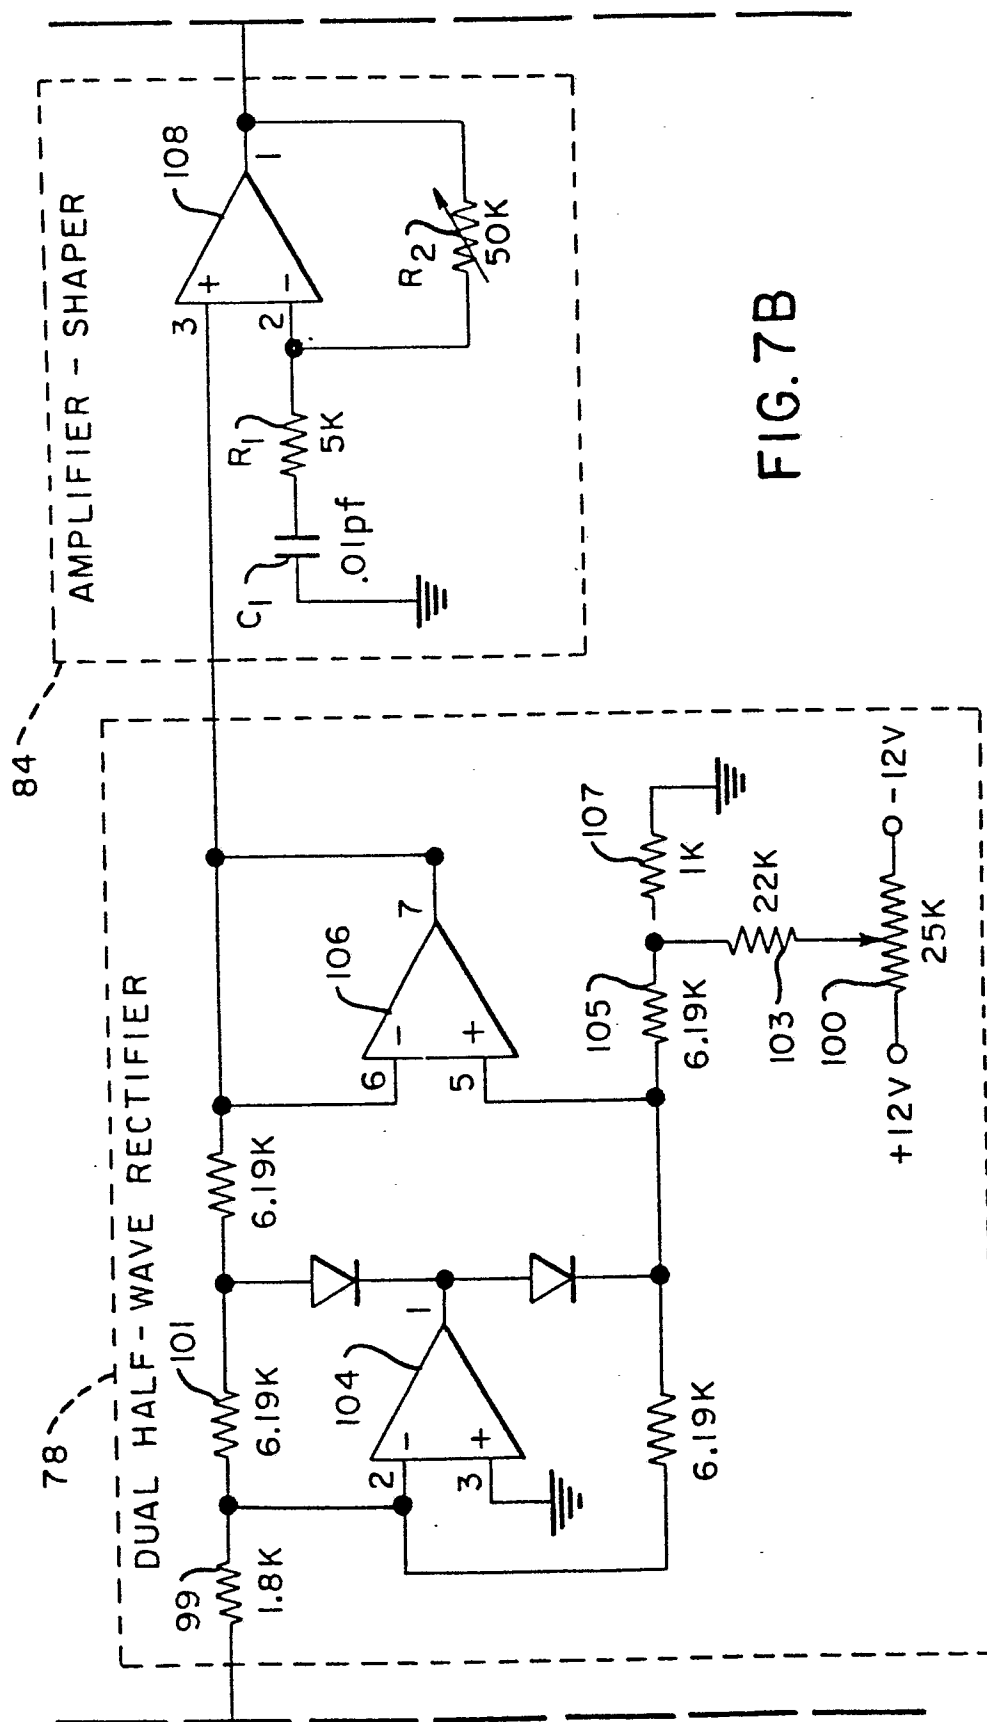 84
AMPLIFIER - SHAPER
108
3
+
2
-
1
R1
5K
C1
.01pf
R2
50K
78
DUAL HALF-WAVE RECTIFIER
99
1.8K
101
6.19K
6.19K
104
2
-
3
+
1
6.19K
106
6
-
5
+
7
105
6.19K
107
1K
22K
103
100
+12V
-12V
25K
FIG. 7B